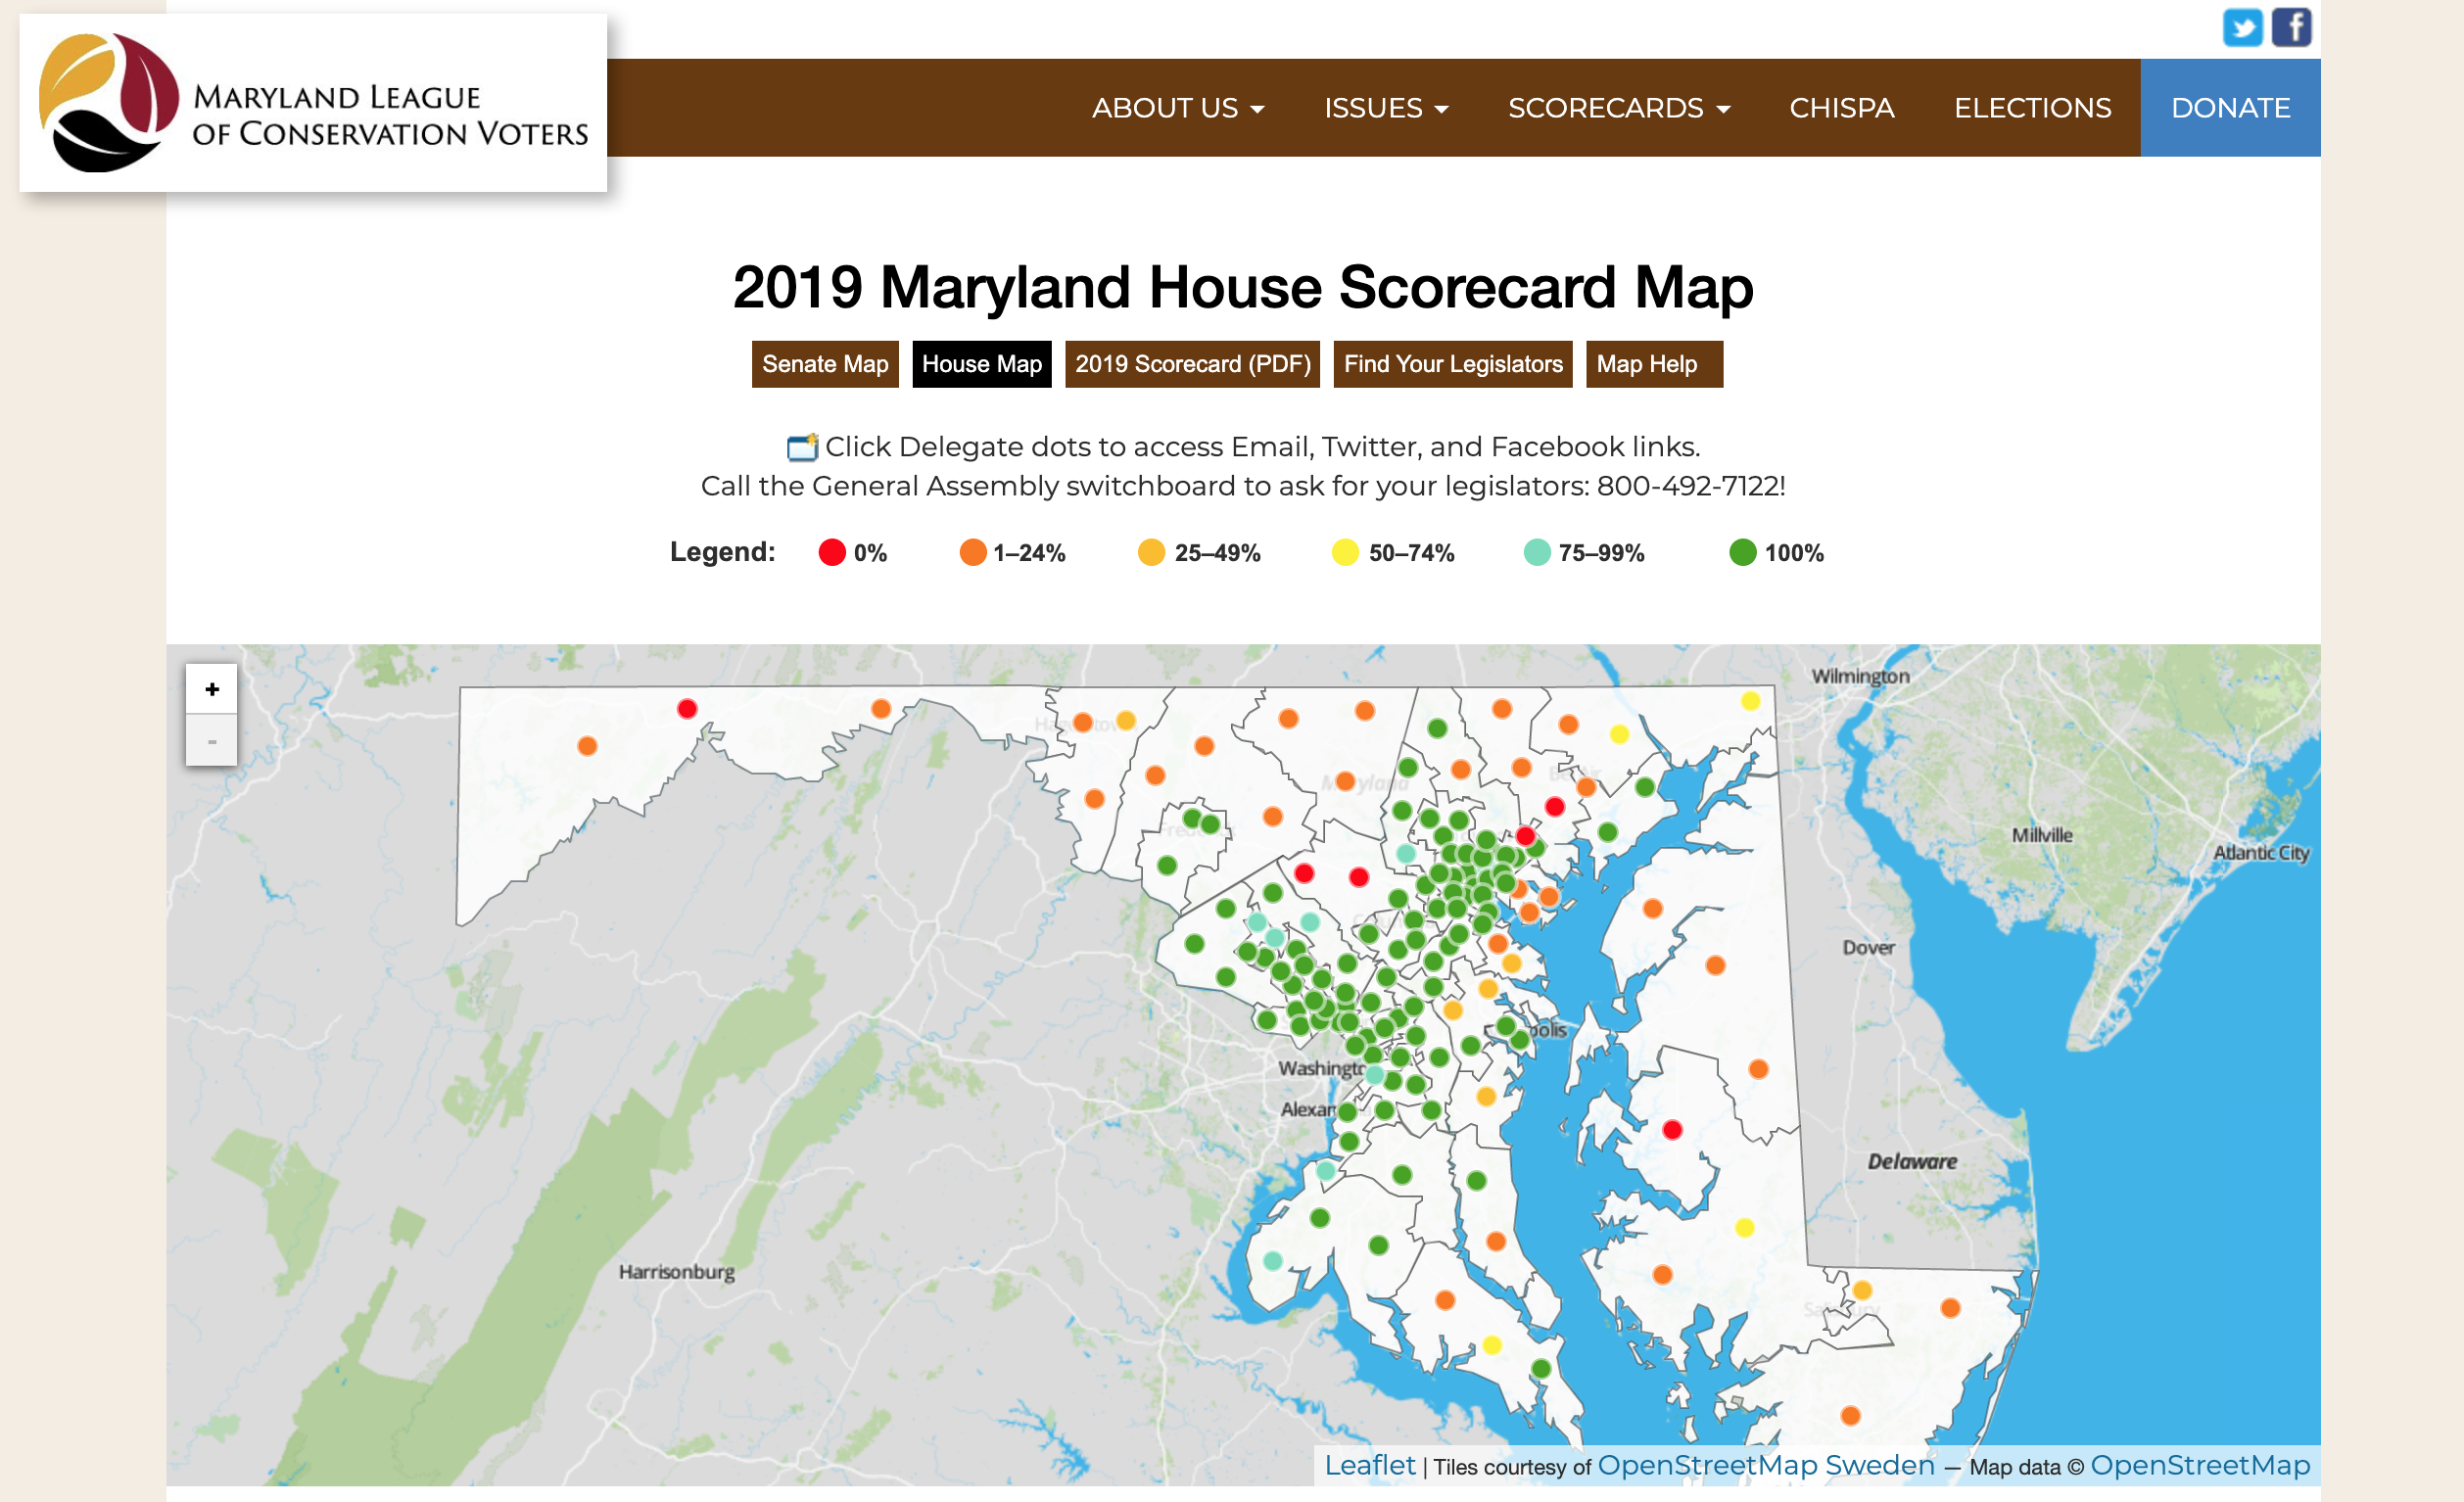 MARYLAND LEAGUE
OF CONSERVATION VOTERS
ABOUT US ISSUES SCORECARDS CHISPA ELECTIONS DONATE
2019 Maryland House Scorecard Map
Senate Map House Map 2019 Scorecard (PDF) Find Your Legislators Map Help
Click Delegate dots to access Email, Twitter, and Facebook links.
Call the General Assembly switchboard to ask for your legislators: 800-492-7122!
Legend: 0% 1–24% 25–49% 50–74% 75–99% 100%
+
-
Wilmington
Maryland
Millville
Atlantic City
Dover
Delaware
Harrisonburg
Leaflet | Tiles courtesy of OpenStreetMap Sweden — Map data © OpenStreetMap